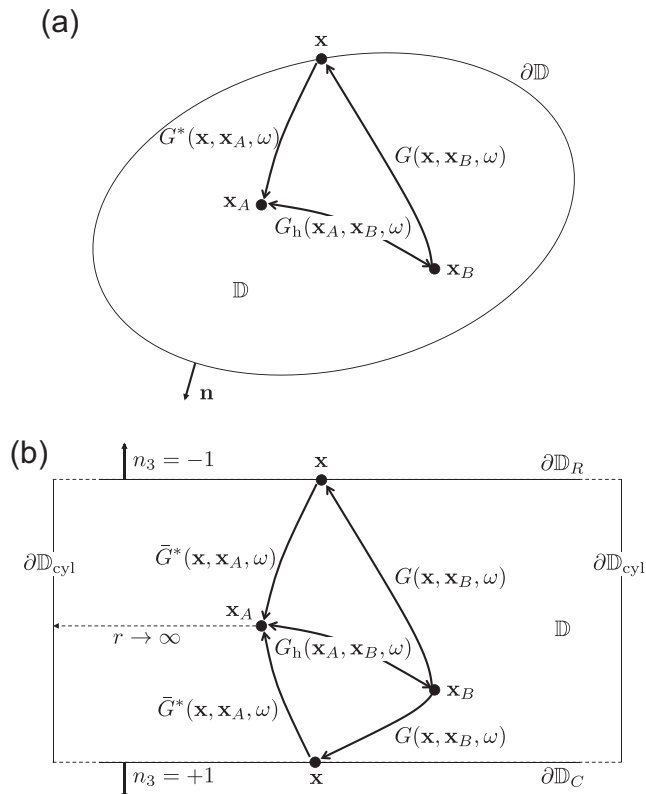 (a)
𝐱
∂𝔻
G*(𝐱, 𝐱_A, ω)
G(𝐱, 𝐱_B, ω)
𝐱_A
G_h(𝐱_A, 𝐱_B, ω)
𝐱_B
𝔻
𝐧
(b)
n_3 = −1
𝐱
∂𝔻_R
∂𝔻_cyl
Ḡ*(𝐱, 𝐱_A, ω)
G(𝐱, 𝐱_B, ω)
∂𝔻_cyl
𝐱_A
r → ∞
G_h(𝐱_A, 𝐱_B, ω)
𝔻
Ḡ*(𝐱, 𝐱_A, ω)
𝐱_B
G(𝐱, 𝐱_B, ω)
n_3 = +1
𝐱
∂𝔻_C